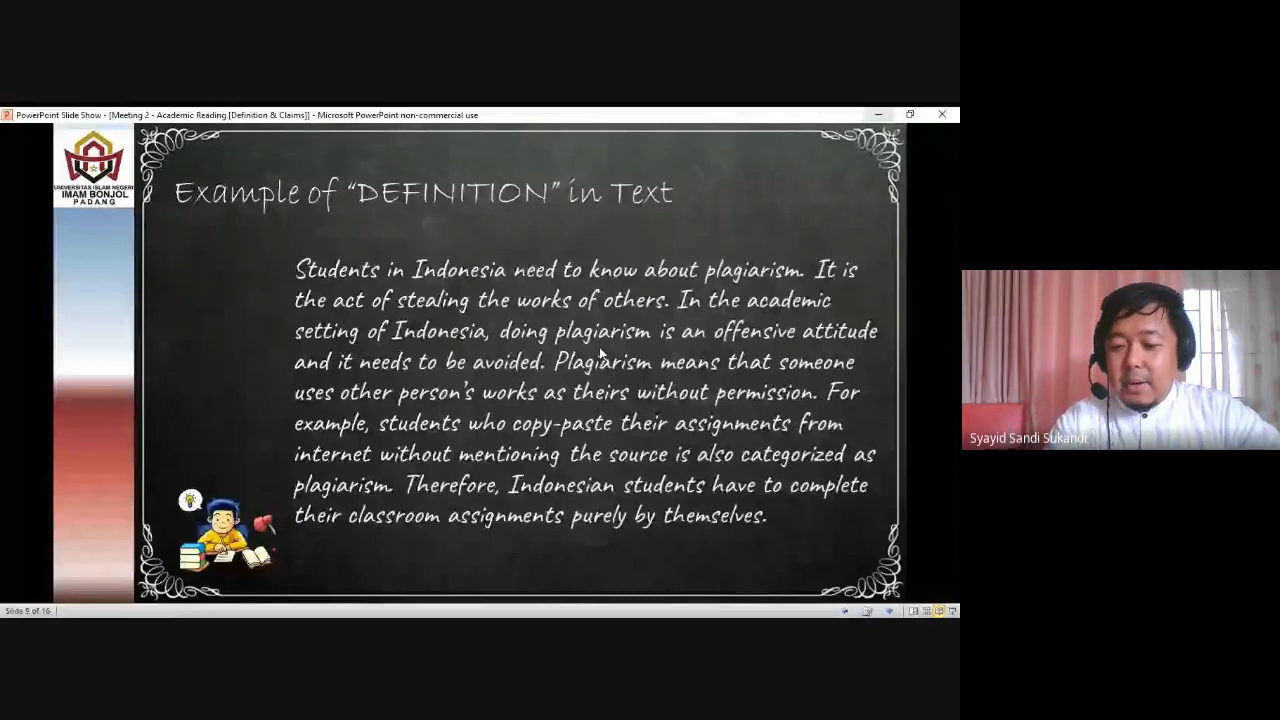 PowerPoint Slide Show - [Meeting 2 - Academic Reading [Definition & Claims]] - Microsoft PowerPoint non-commercial use
UNIVERSITAS ISLAM NEGERI
IMAM BONJOL
PADANG
Example of "DEFINITION" in Text
Students in Indonesia need to know about plagiarism. It is
the act of stealing the works of others. In the academic
setting of Indonesia, doing plagiarism is an offensive attitude
and it needs to be avoided. Plagiarism means that someone
uses other person's works as theirs without permission. For
example, students who copy-paste their assignments from
internet without mentioning the source is also categorized as
plagiarism. Therefore, Indonesian students have to complete
their classroom assignments purely by themselves.
Syayid Sandi Sukandi
Slide 9 of 16